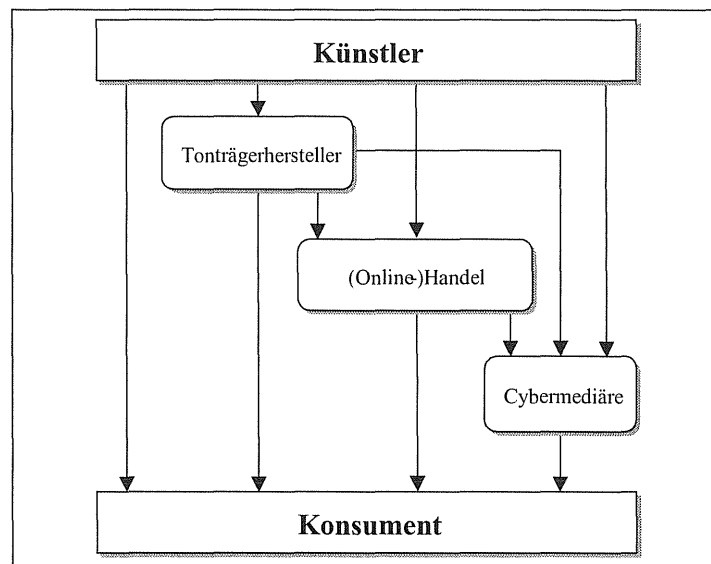 Künstler
Tonträgerhersteller
(Online-)Handel
Cybermediäre
Konsument